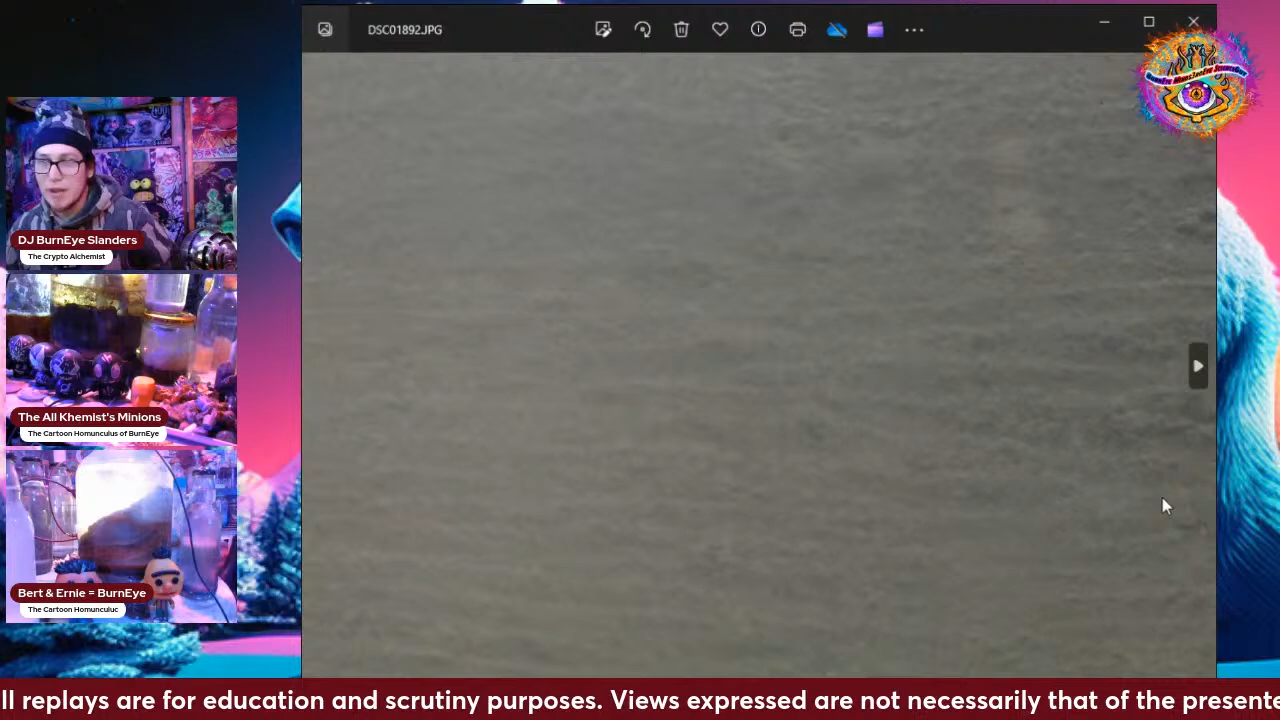 DSC01892.JPG
DJ BurnEye Slanders
The Crypto Alchemist
The All Khemist's Minions
The Cartoon Homunculus of BurnEye
Bert & Ernie = BurnEye
The Cartoon Homunculuc
ll replays are for education and scrutiny purposes. Views expressed are not necessarily that of the presente